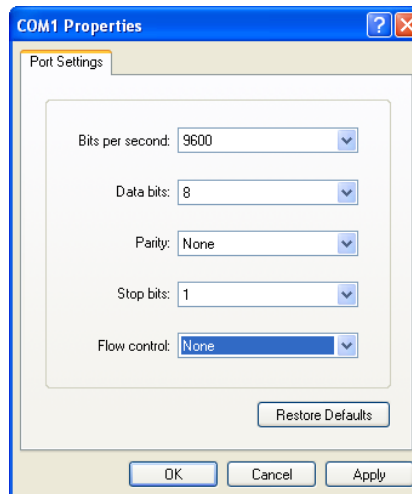 COM1 Properties
Port Settings
Bits per second: 9600
Data bits: 8
Parity: None
Stop bits: 1
Flow control: None
Restore Defaults
OK Cancel Apply